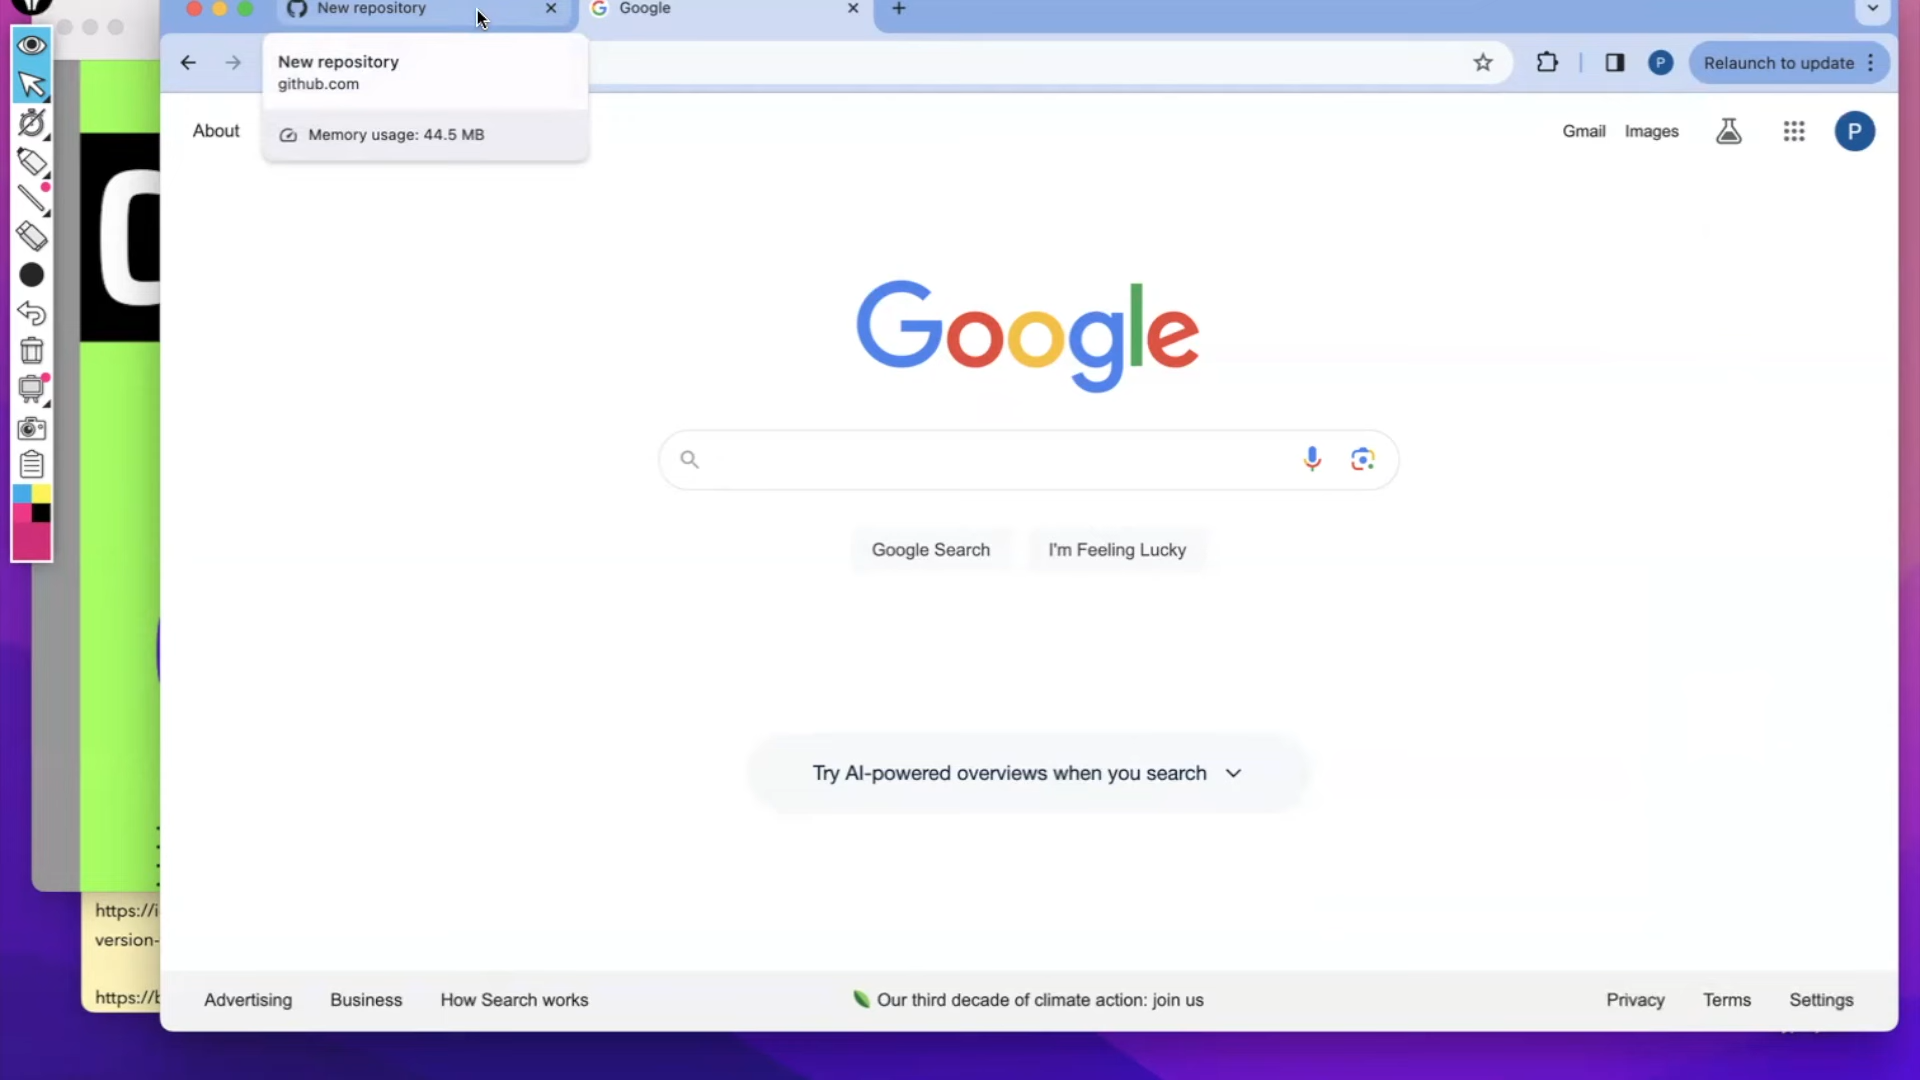 New repository
Google
New repository
github.com
Relaunch to update
Memory usage: 44.5 MB
About
Gmail
Images
P
P
Google
Google Search
I'm Feeling Lucky
Try AI-powered overviews when you search
https://i
version-
https://b
Advertising
Business
How Search works
Our third decade of climate action: join us
Privacy
Terms
Settings